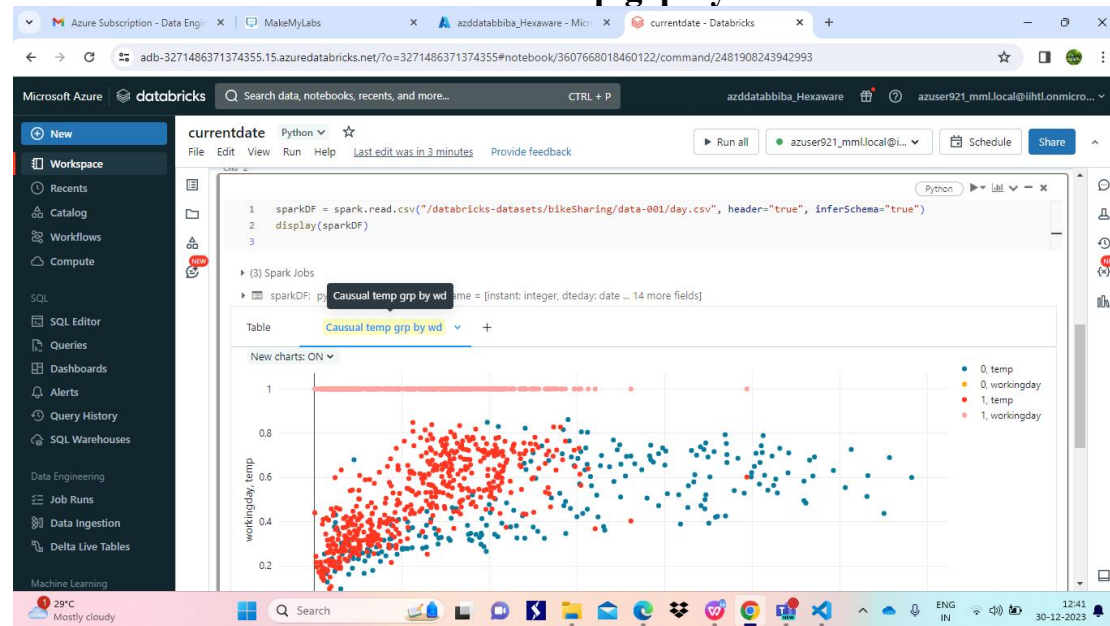 Azure Subscription - Data Engin
MakeMyLabs
azddatabbiba_Hexaware - Micro
currentdate - Databricks
adb-3271486371374355.15.azuredatabricks.net/?o=3271486371374355#notebook/3607668018460122/command/2481908243942993
Microsoft Azure
databricks
Search data, notebooks, recents, and more...
CTRL + P
azddatabbiba_Hexaware
azuser921_mml.local@iihtl.onmicro...
New
Workspace
Recents
Catalog
Workflows
Compute
SQL
SQL Editor
Queries
Dashboards
Alerts
Query History
SQL Warehouses
Data Engineering
Job Runs
Data Ingestion
Delta Live Tables
Machine Learning
currentdate Python
File Edit View Run Help Last edit was in 3 minutes Provide feedback
Run all
azuser921_mml.local@i...
Schedule
Share
NEW
Cmd 2
Python
1 sparkDF = spark.read.csv("/databricks-datasets/bikeSharing/data-001/day.csv", header="true", inferSchema="true")
2 display(sparkDF)
3
(3) Spark Jobs
sparkDF: py
Causual temp grp by wd
ame = [instant: integer, dteday: date ... 14 more fields]
Table Causual temp grp by wd +
New charts: ON
1
0.8
0.6
0.4
0.2
workingday, temp
0, temp
0, workingday
1, temp
1, workingday
1
29°C
Mostly cloudy
Search
ENG
IN
12:41
30-12-2023